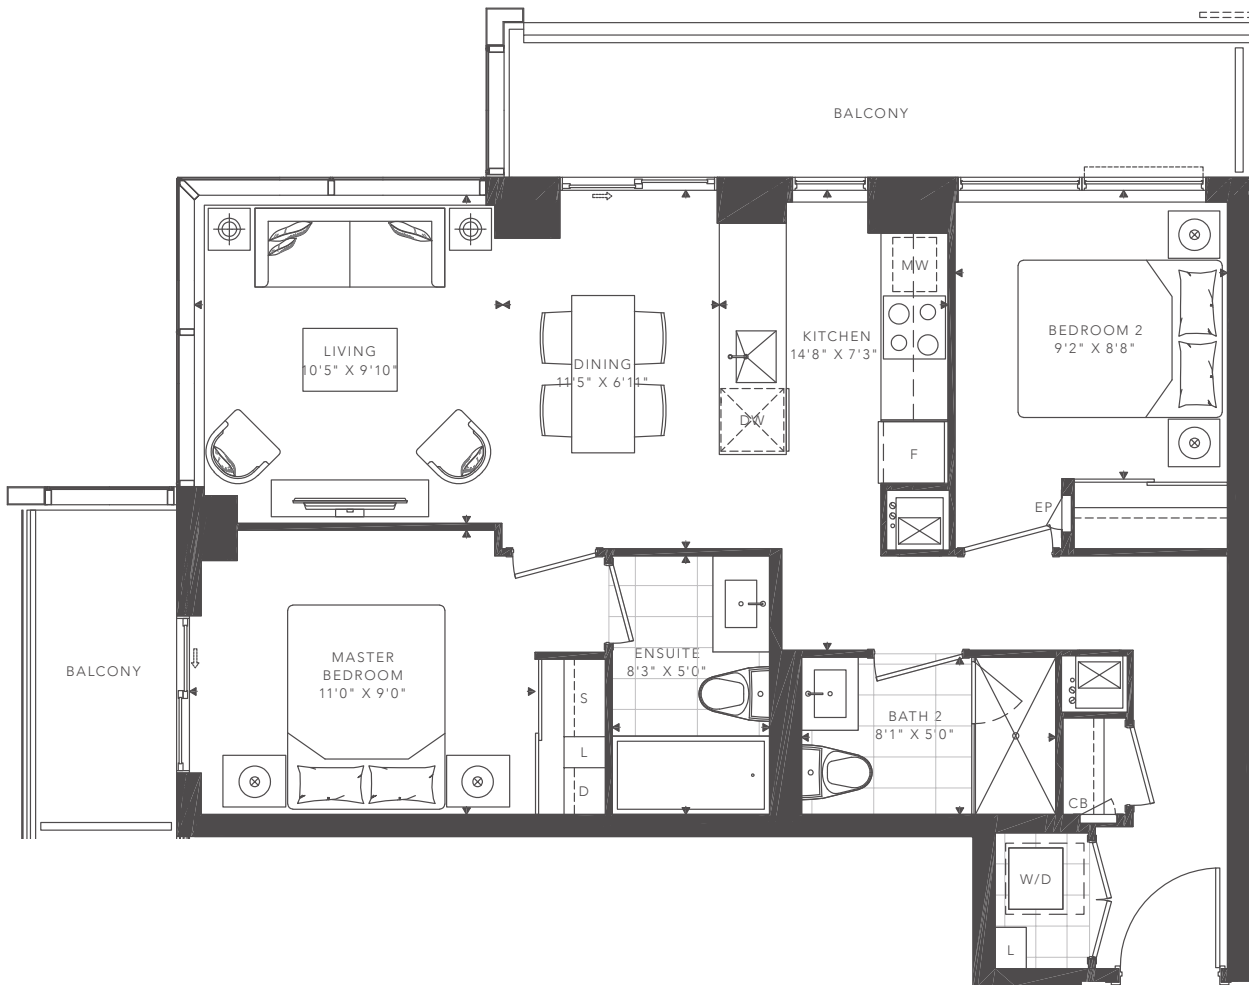 BALCONY
MW
LIVING
10'5" X 9'10"
DINING
11'5" X 6'11"
KITCHEN
14'8" X 7'3"
BEDROOM 2
9'2" X 8'8"
DW
F
EP
BALCONY
MASTER
BEDROOM
11'0" X 9'0"
ENSUITE
8'3" X 5'0"
S
L
D
BATH 2
8'1" X 5'0"
CB
W/D
L